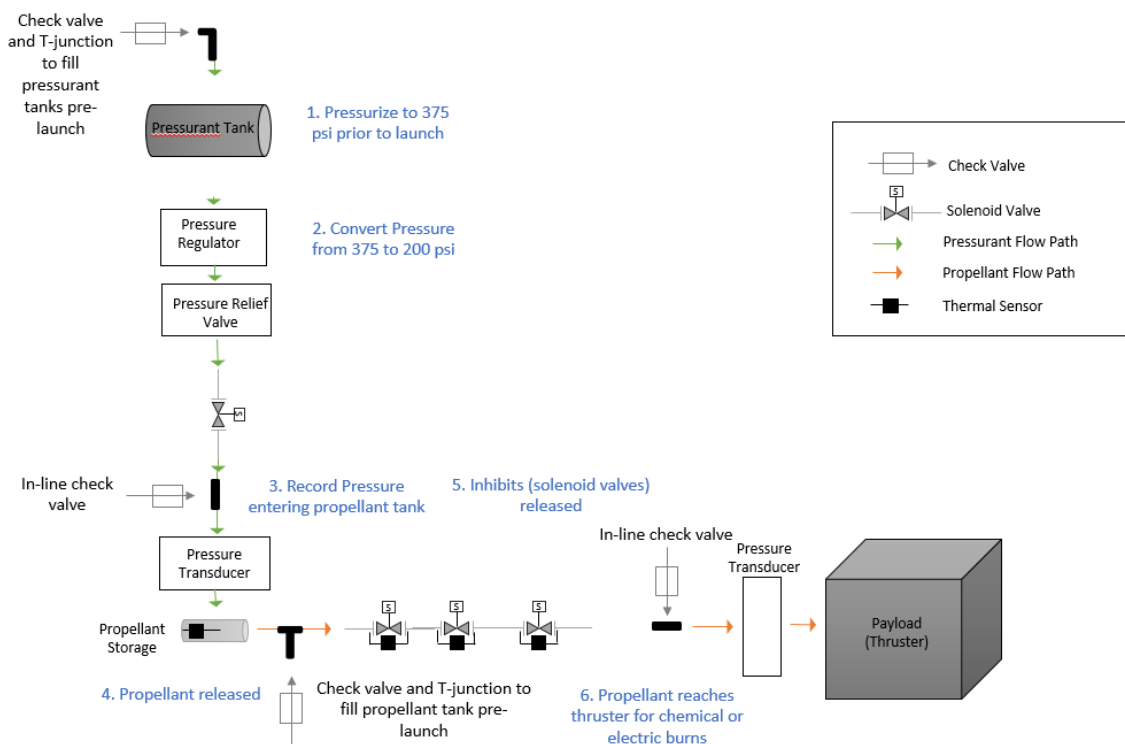 Check valve
and T-junction
to fill
pressurant
tanks pre-
launch
Pressurant Tank
1. Pressurize to 375
psi prior to launch
Pressure
Regulator
2. Convert Pressure
from 375 to 200 psi
Pressure Relief
Valve
S
In-line check
valve
3. Record Pressure
entering propellant tank
5. Inhibits (solenoid valves)
released
Pressure
Transducer
In-line check valve
Pressure
Transducer
S
S
S
Propellant
Storage
Payload
(Thruster)
4. Propellant released
Check valve and T-junction to
fill propellant tank pre-
launch
6. Propellant reaches
thruster for chemical or
electric burns
Check Valve
S
Solenoid Valve
Pressurant Flow Path
Propellant Flow Path
Thermal Sensor